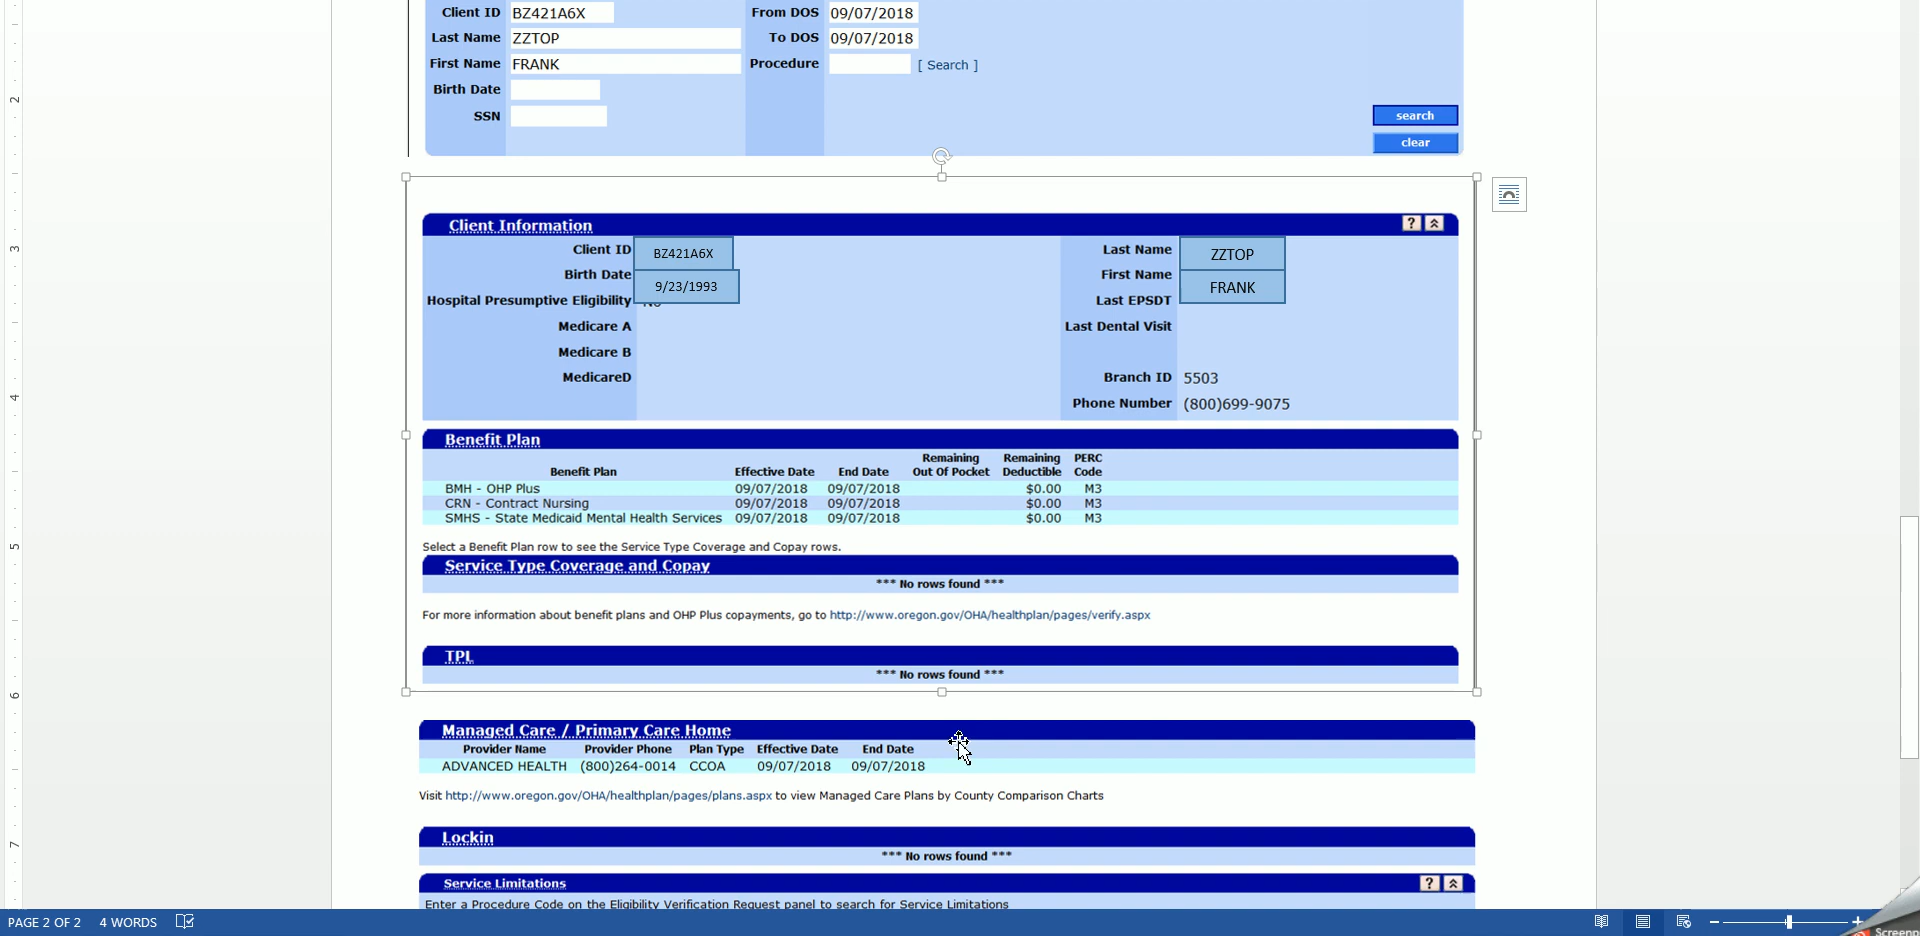 Client ID BZ421A6X From DOS 09/07/2018
Last Name ZZTOP To DOS 09/07/2018
First Name FRANK Procedure [ Search ]
Birth Date
SSN
search
clear
Client Information ?
Client ID BZ421A6X Last Name ZZTOP
Birth Date 9/23/1993 First Name FRANK
Hospital Presumptive Eligibility No Last EPSDT
Medicare A Last Dental Visit
Medicare B
MedicareD Branch ID 5503
Phone Number (800)699-9075
Benefit Plan
Remaining Remaining PERC
Benefit Plan Effective Date End Date Out Of Pocket Deductible Code
BMH - OHP Plus 09/07/2018 09/07/2018 $0.00 M3
CRN - Contract Nursing 09/07/2018 09/07/2018 $0.00 M3
SMHS - State Medicaid Mental Health Services 09/07/2018 09/07/2018 $0.00 M3
Select a Benefit Plan row to see the Service Type Coverage and Copay rows.
Service Type Coverage and Copay
*** No rows found ***
For more information about benefit plans and OHP Plus copayments, go to http://www.oregon.gov/OHA/healthplan/pages/verify.aspx
TPL
*** No rows found ***
Managed Care / Primary Care Home
Provider Name Provider Phone Plan Type Effective Date End Date
ADVANCED HEALTH (800)264-0014 CCOA 09/07/2018 09/07/2018
Visit http://www.oregon.gov/OHA/healthplan/pages/plans.aspx to view Managed Care Plans by County Comparison Charts
Lockin
*** No rows found ***
Service Limitations ?
Enter a Procedure Code on the Eligibility Verification Request panel to search for Service Limitations
2
3
4
5
6
7
PAGE 2 OF 2 4 WORDS